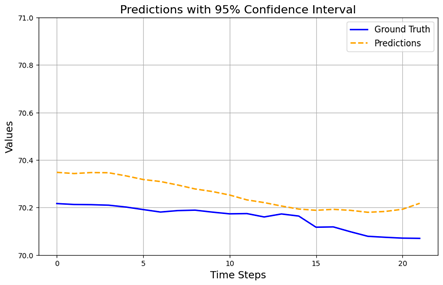 Predictions with 95% Confidence Interval
71.0
70.8
70.6
70.4
70.2
70.0
Values
Ground Truth
Predictions
0
5
10
15
20
Time Steps